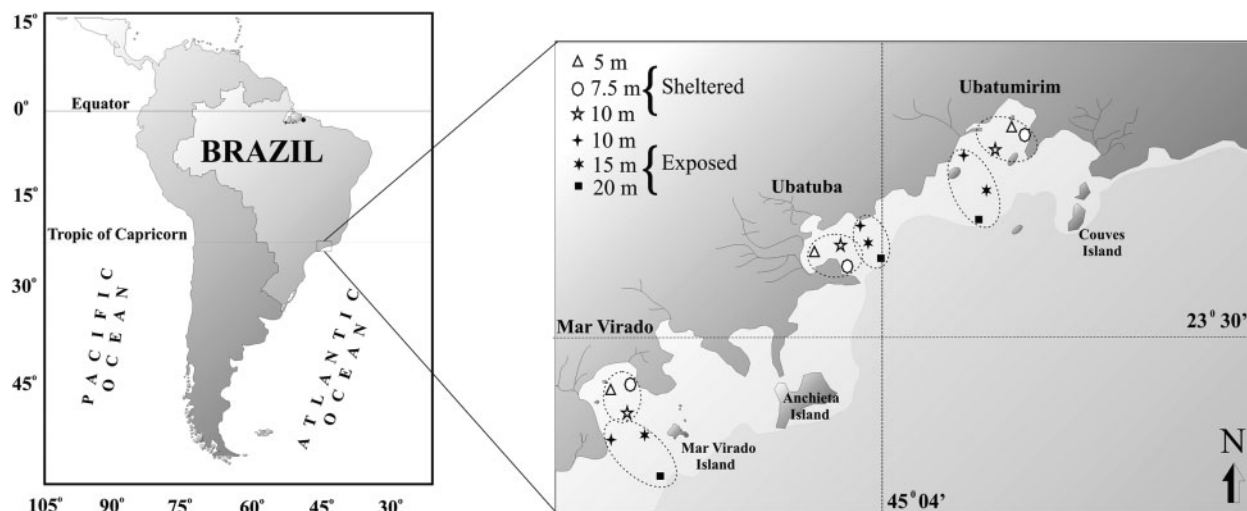 15°
Equator
0°
BRAZIL
15°
Tropic of Capricorn
30°
PACIFIC
OCEAN
ATLANTIC
OCEAN
45°
105° 90° 75° 60° 45° 30°
5 m
7.5 m
Sheltered
10 m
10 m
15 m
Exposed
20 m
Ubatumirim
Ubatuba
Couves
Island
Mar Virado
23° 30'
Anchieta
Island
Mar Virado
Island
N
45° 04'